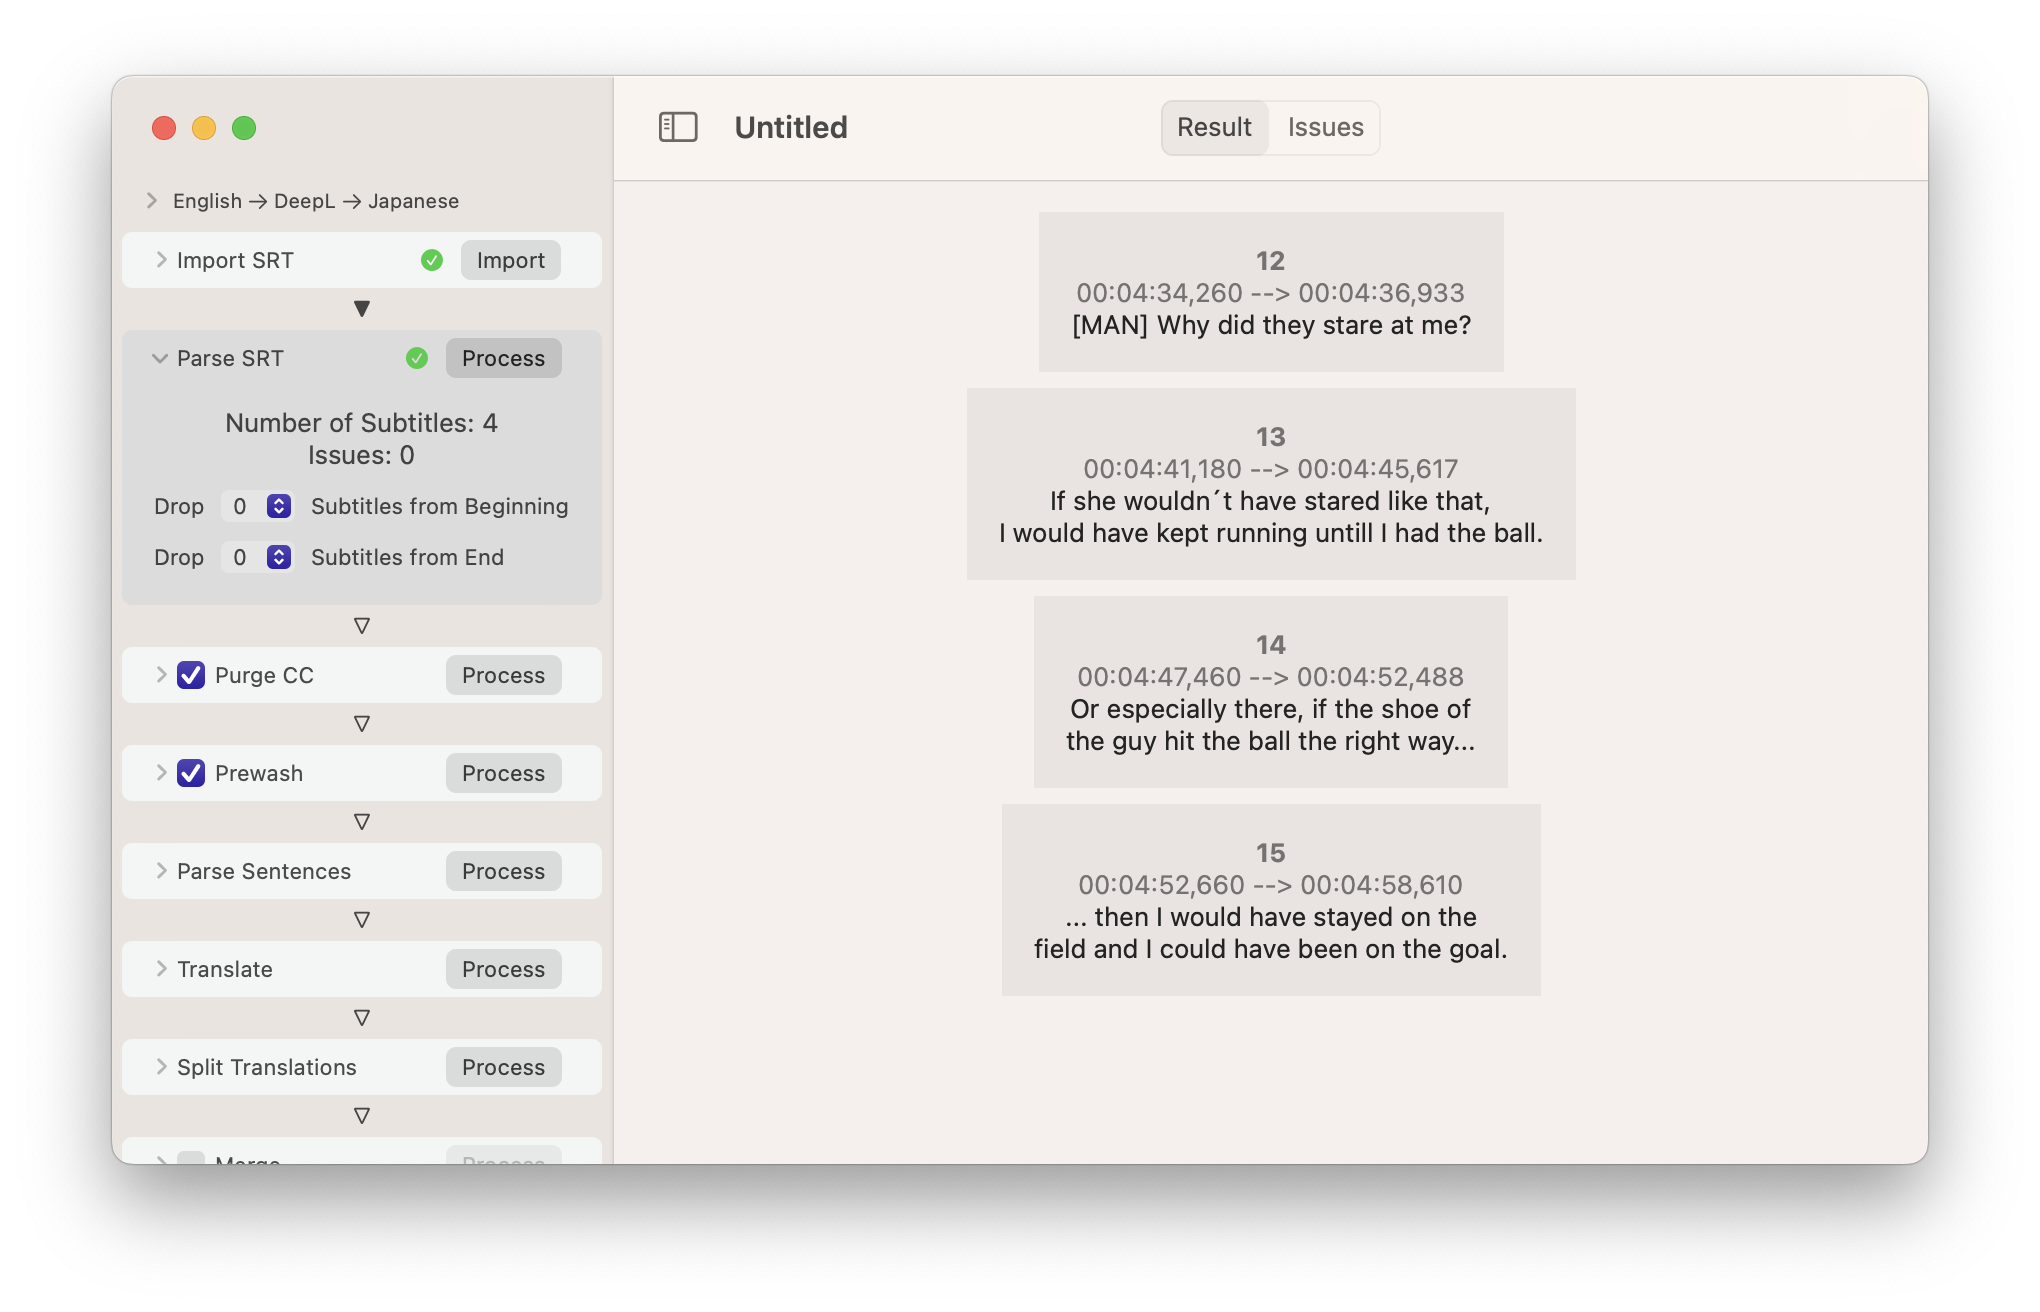 English → DeepL → Japanese
Import SRT
Import
Parse SRT
Process
Number of Subtitles: 4
Issues: 0
Drop 0 Subtitles from Beginning
Drop 0 Subtitles from End
Purge CC
Process
Prewash
Process
Parse Sentences
Process
Translate
Process
Split Translations
Process
Merge
Process
Untitled
Result
Issues
12
00:04:34,260 --> 00:04:36,933
[MAN] Why did they stare at me?
13
00:04:41,180 --> 00:04:45,617
If she wouldn´t have stared like that,
I would have kept running untill I had the ball.
14
00:04:47,460 --> 00:04:52,488
Or especially there, if the shoe of
the guy hit the ball the right way...
15
00:04:52,660 --> 00:04:58,610
... then I would have stayed on the
field and I could have been on the goal.